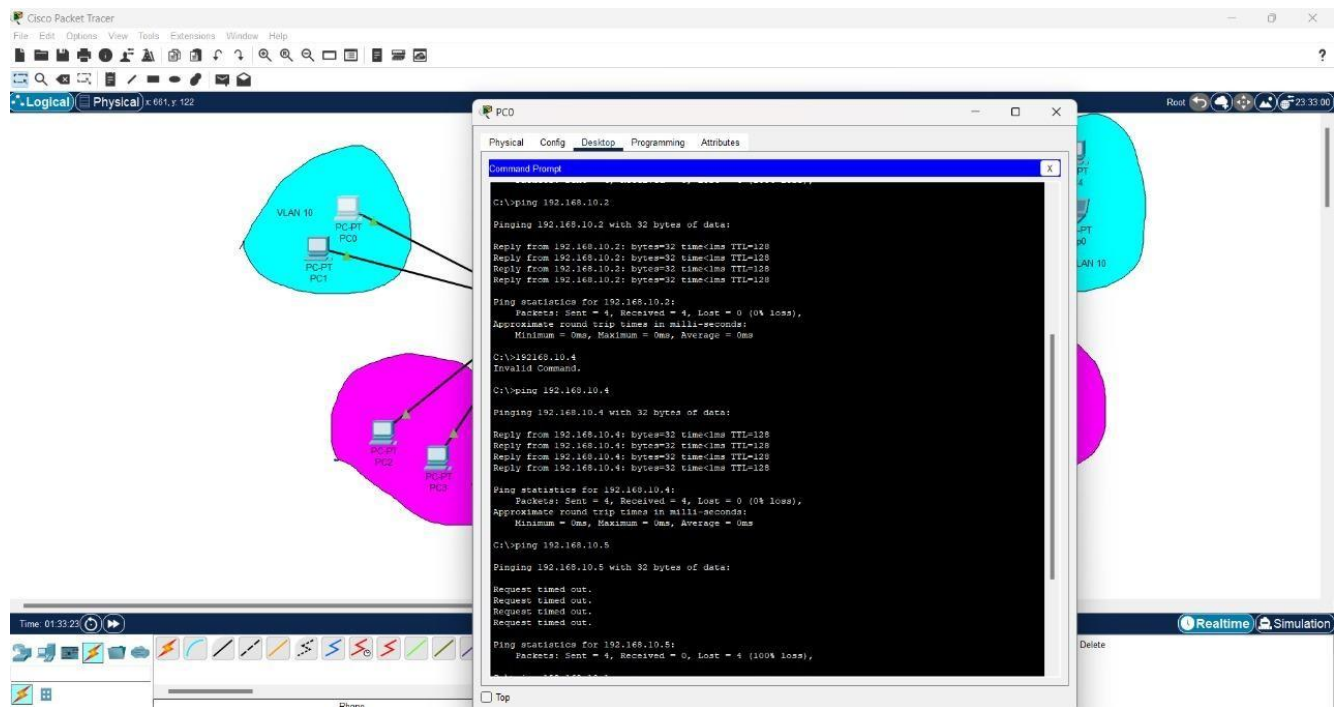 Cisco Packet Tracer
File Edit Options View Tools Extensions Window Help
?
Logical Physical x: 661, y: 122
Root 23:33:00
VLAN 10
PC-PT
PC0
PC-PT
PC1
PC-PT
PC2
PC-PT
PC3
PT
4
-PT
p0
LAN 10
PC0
Physical Config Desktop Programming Attributes
Command Prompt X
C:\>ping 192.168.10.2
Pinging 192.168.10.2 with 32 bytes of data:
Reply from 192.168.10.2: bytes=32 time<1ms TTL=128
Reply from 192.168.10.2: bytes=32 time<1ms TTL=128
Reply from 192.168.10.2: bytes=32 time<1ms TTL=128
Reply from 192.168.10.2: bytes=32 time<1ms TTL=128
Ping statistics for 192.168.10.2:
Packets: Sent = 4, Received = 4, Lost = 0 (0% loss),
Approximate round trip times in milli-seconds:
Minimum = 0ms, Maximum = 0ms, Average = 0ms
C:\>192168.10.4
Invalid Command.
C:\>ping 192.168.10.4
Pinging 192.168.10.4 with 32 bytes of data:
Reply from 192.168.10.4: bytes=32 time<1ms TTL=128
Reply from 192.168.10.4: bytes=32 time<1ms TTL=128
Reply from 192.168.10.4: bytes=32 time<1ms TTL=128
Reply from 192.168.10.4: bytes=32 time<1ms TTL=128
Ping statistics for 192.168.10.4:
Packets: Sent = 4, Received = 4, Lost = 0 (0% loss),
Approximate round trip times in milli-seconds:
Minimum = 0ms, Maximum = 0ms, Average = 0ms
C:\>ping 192.168.10.5
Pinging 192.168.10.5 with 32 bytes of data:
Request timed out.
Request timed out.
Request timed out.
Request timed out.
Ping statistics for 192.168.10.5:
Packets: Sent = 4, Received = 0, Lost = 4 (100% loss),
Top
Time: 01:33:23
Realtime Simulation
Delete